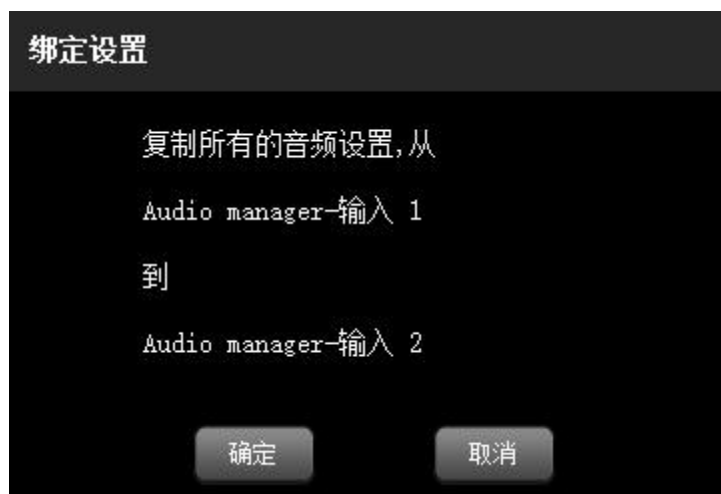 绑定设置
复制所有的音频设置,从
Audio manager-输入 1
到
Audio manager-输入 2
确定 取消